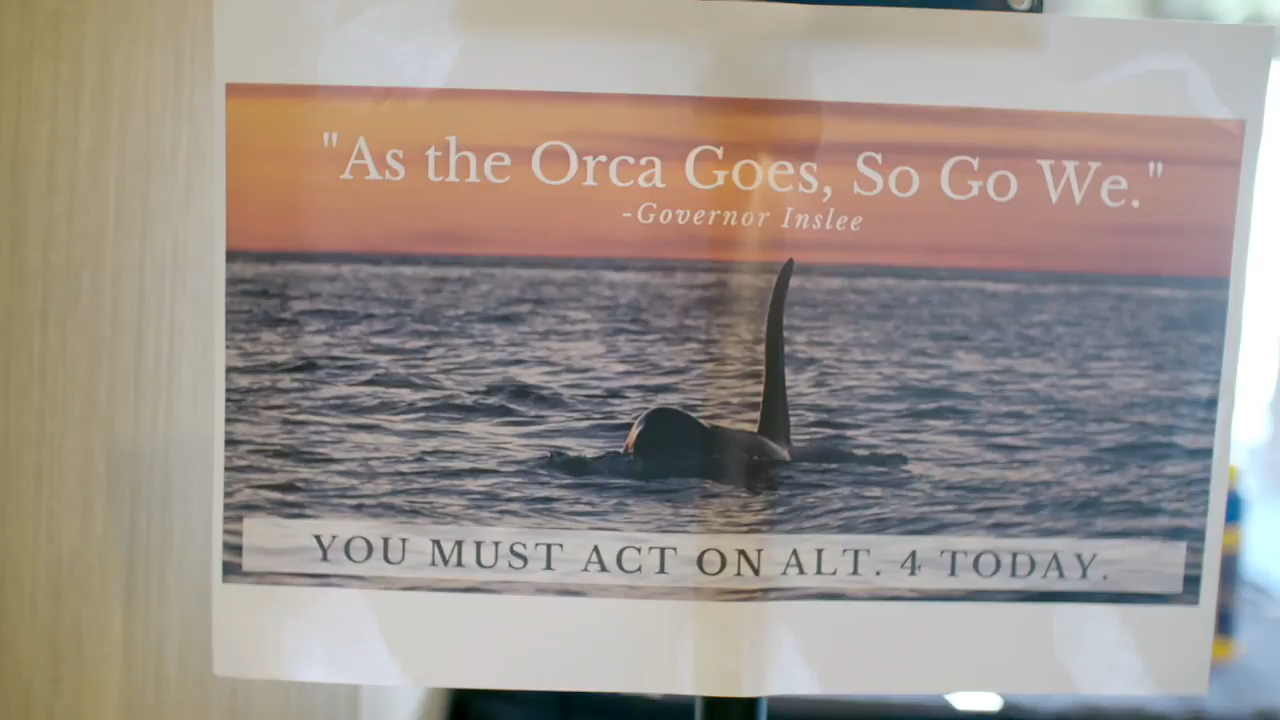 "As the Orca Goes, So Go We."
-Governor Inslee
YOU MUST ACT ON ALT. 4 TODAY.